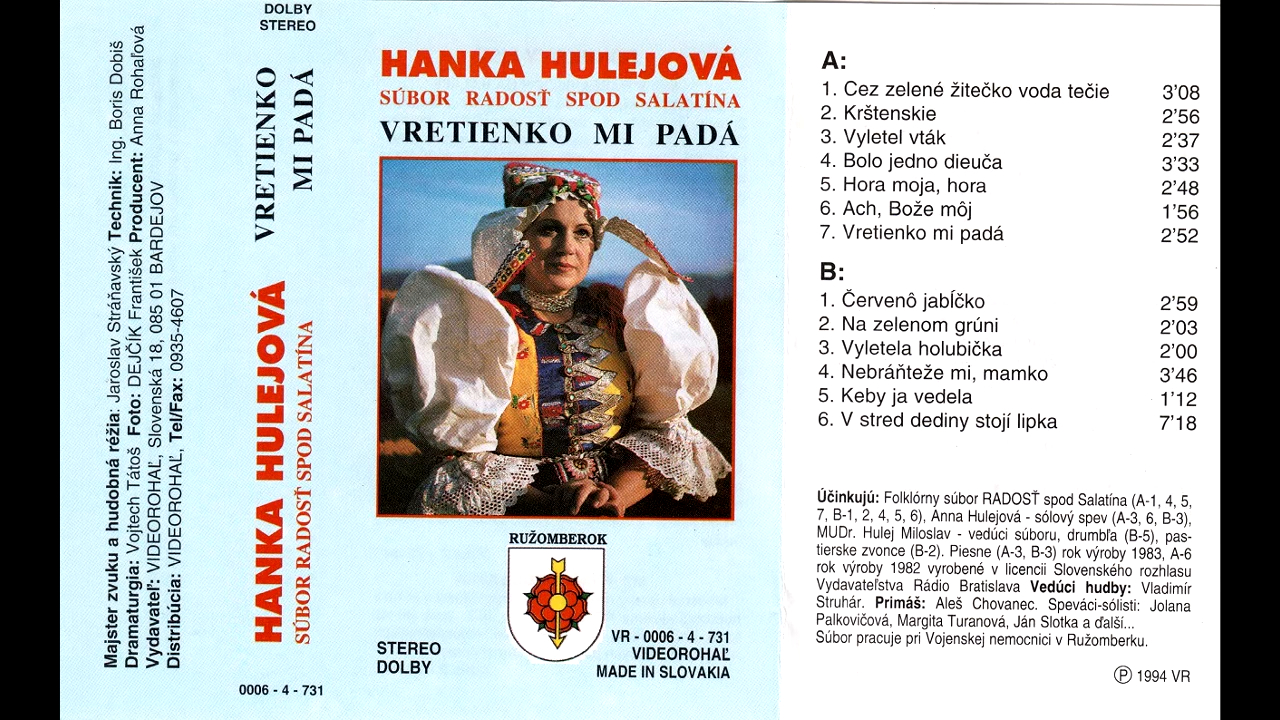 Majster zvuku a hudobná réžia: Jaroslav Stráňavský Technik: Ing. Boris Dobiš
Dramaturgia: Vojtech Tátoš Foto: DEJČÍK František Producent: Anna Rohaľová
Vydavateľ: VIDEOROHAĽ, Slovenská 18, 085 01 BARDEJOV
Distribúcia: VIDEOROHAĽ, Tel/Fax: 0935-4607
DOLBY
STEREO
HANKA HULEJOVÁ
SÚBOR RADOSŤ SPOD SALATÍNA
VRETIENKO
MI PADÁ
0006 - 4 - 731
HANKA HULEJOVÁ
SÚBOR RADOSŤ SPOD SALATÍNA
VRETIENKO MI PADÁ
RUŽOMBEROK
STEREO
DOLBY
VR - 0006 - 4 - 731
VIDEOROHAĽ
MADE IN SLOVAKIA
A:
1. Cez zelené žitečko voda tečie 3'08
2. Krštenskie 2'56
3. Vyletel vták 2'37
4. Bolo jedno dieuča 3'33
5. Hora moja, hora 2'48
6. Ach, Bože môj 1'56
7. Vretienko mi padá 2'52
B:
1. Červenô jabĺčko 2'59
2. Na zelenom grúni 2'03
3. Vyletela holubička 2'00
4. Nebráňteže mi, mamko 3'46
5. Keby ja vedela 1'12
6. V stred dediny stojí lipka 7'18
Účinkujú: Folklórny súbor RADOSŤ spod Salatína (A-1, 4, 5,
7, B-1, 2, 4, 5, 6), Anna Hulejová - sólový spev (A-3, 6, B-3),
MUDr. Hulej Miloslav - vedúci súboru, drumbľa (B-5), pas-
tierske zvonce (B-2). Piesne (A-3, B-3) rok výroby 1983, A-6
rok výroby 1982 vyrobené v licencii Slovenského rozhlasu
Vydavateľstva Rádio Bratislava Vedúci hudby: Vladimír
Struhár. Primáš: Aleš Chovanec. Speváci-sólisti: Jolana
Palkovičová, Margita Turanová, Ján Slotka a ďalší...
Súbor pracuje pri Vojenskej nemocnici v Ružomberku.
Ⓟ 1994 VR